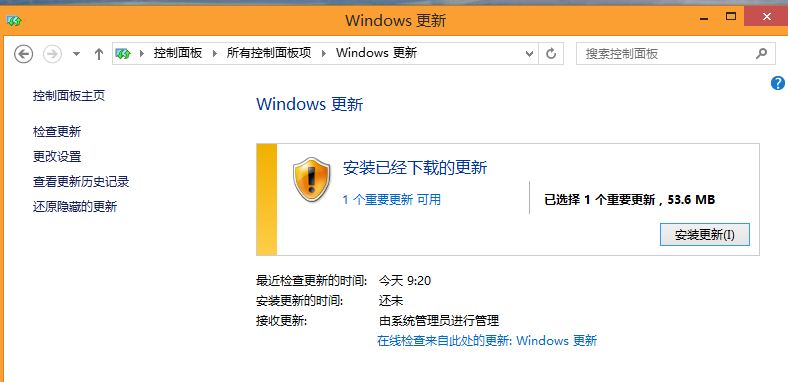 Windows 更新
控制面板 所有控制面板项 Windows 更新 搜索控制面板
控制面板主页
检查更新
更改设置
查看更新历史记录
还原隐藏的更新
Windows 更新
安装已经下载的更新
1 个重要更新 可用
已选择 1 个重要更新，53.6 MB
安装更新(I)
最近检查更新的时间: 今天 9:20
安装更新的时间: 还未
接收更新: 由系统管理员进行管理
在线检查来自此处的更新: Windows 更新